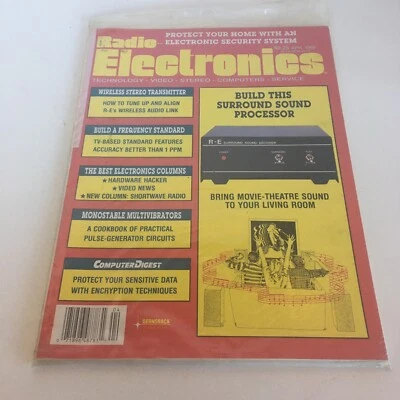 PROTECT YOUR HOME WITH AN
ELECTRONIC SECURITY SYSTEM
Radio
Electronics
TECHNOLOGY - VIDEO - STEREO - COMPUTERS - SERVICE
WIRELESS STEREO TRANSMITTER
HOW TO TUNE UP AND ALIGN
R-E's WIRELESS AUDIO LINK
BUILD A FREQUENCY STANDARD
TV-BASED STANDARD FEATURES
ACCURACY BETTER THAN 1 PPM
THE BEST ELECTRONICS COLUMNS
★ HARDWARE HACKER
★ VIDEO NEWS
★ NEW COLUMN: SHORTWAVE RADIO
MONOSTABLE MULTIVIBRATORS
A COOKBOOK OF PRACTICAL
PULSE-GENERATOR CIRCUITS
COMPUTERDIGEST
PROTECT YOUR SENSITIVE DATA
WITH ENCRYPTION TECHNIQUES
BUILD THIS
SURROUND SOUND
PROCESSOR
R-E SURROUND SOUND DECODER
BRING MOVIE-THEATRE SOUND
TO YOUR LIVING ROOM
GERNSBACK